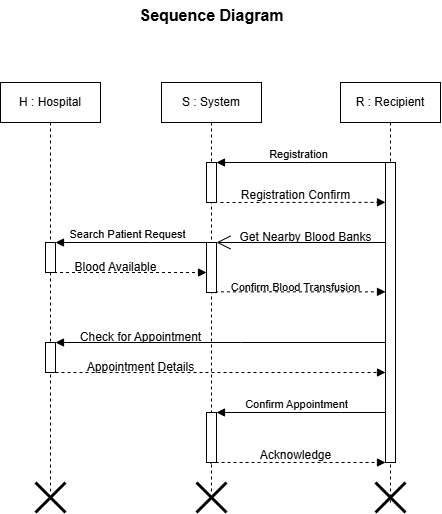 Sequence Diagram
H : Hospital
S : System
R : Recipient
Registration
Registration Confirm
Search Patient Request
Get Nearby Blood Banks
Blood Available
Confirm Blood Transfusion
Check for Appointment
Appointment Details
Confirm Appointment
Acknowledge